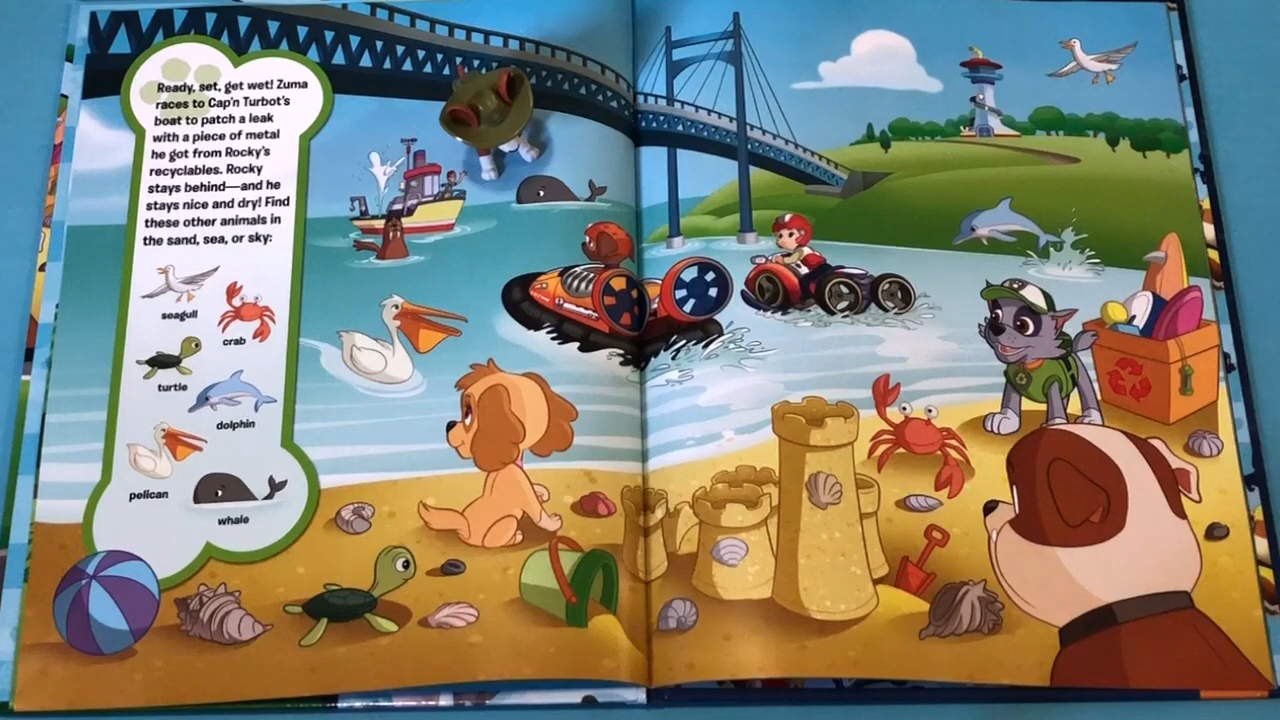 Ready, set, get wet! Zuma
races to Cap'n Turbot's
boat to patch a leak
with a piece of metal
he got from Rocky's
recyclables. Rocky
stays behind—and he
stays nice and dry! Find
these other animals in
the sand, sea, or sky:
seagull
crab
turtle
dolphin
pelican
whale